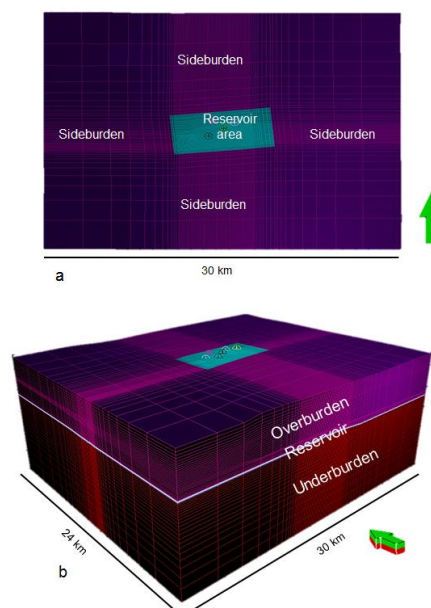 Sideburden
Reservoir
area
Sideburden
Sideburden
Sideburden
30 km
a
Overburden
Reservoir
Underburden
24 km
30 km
b